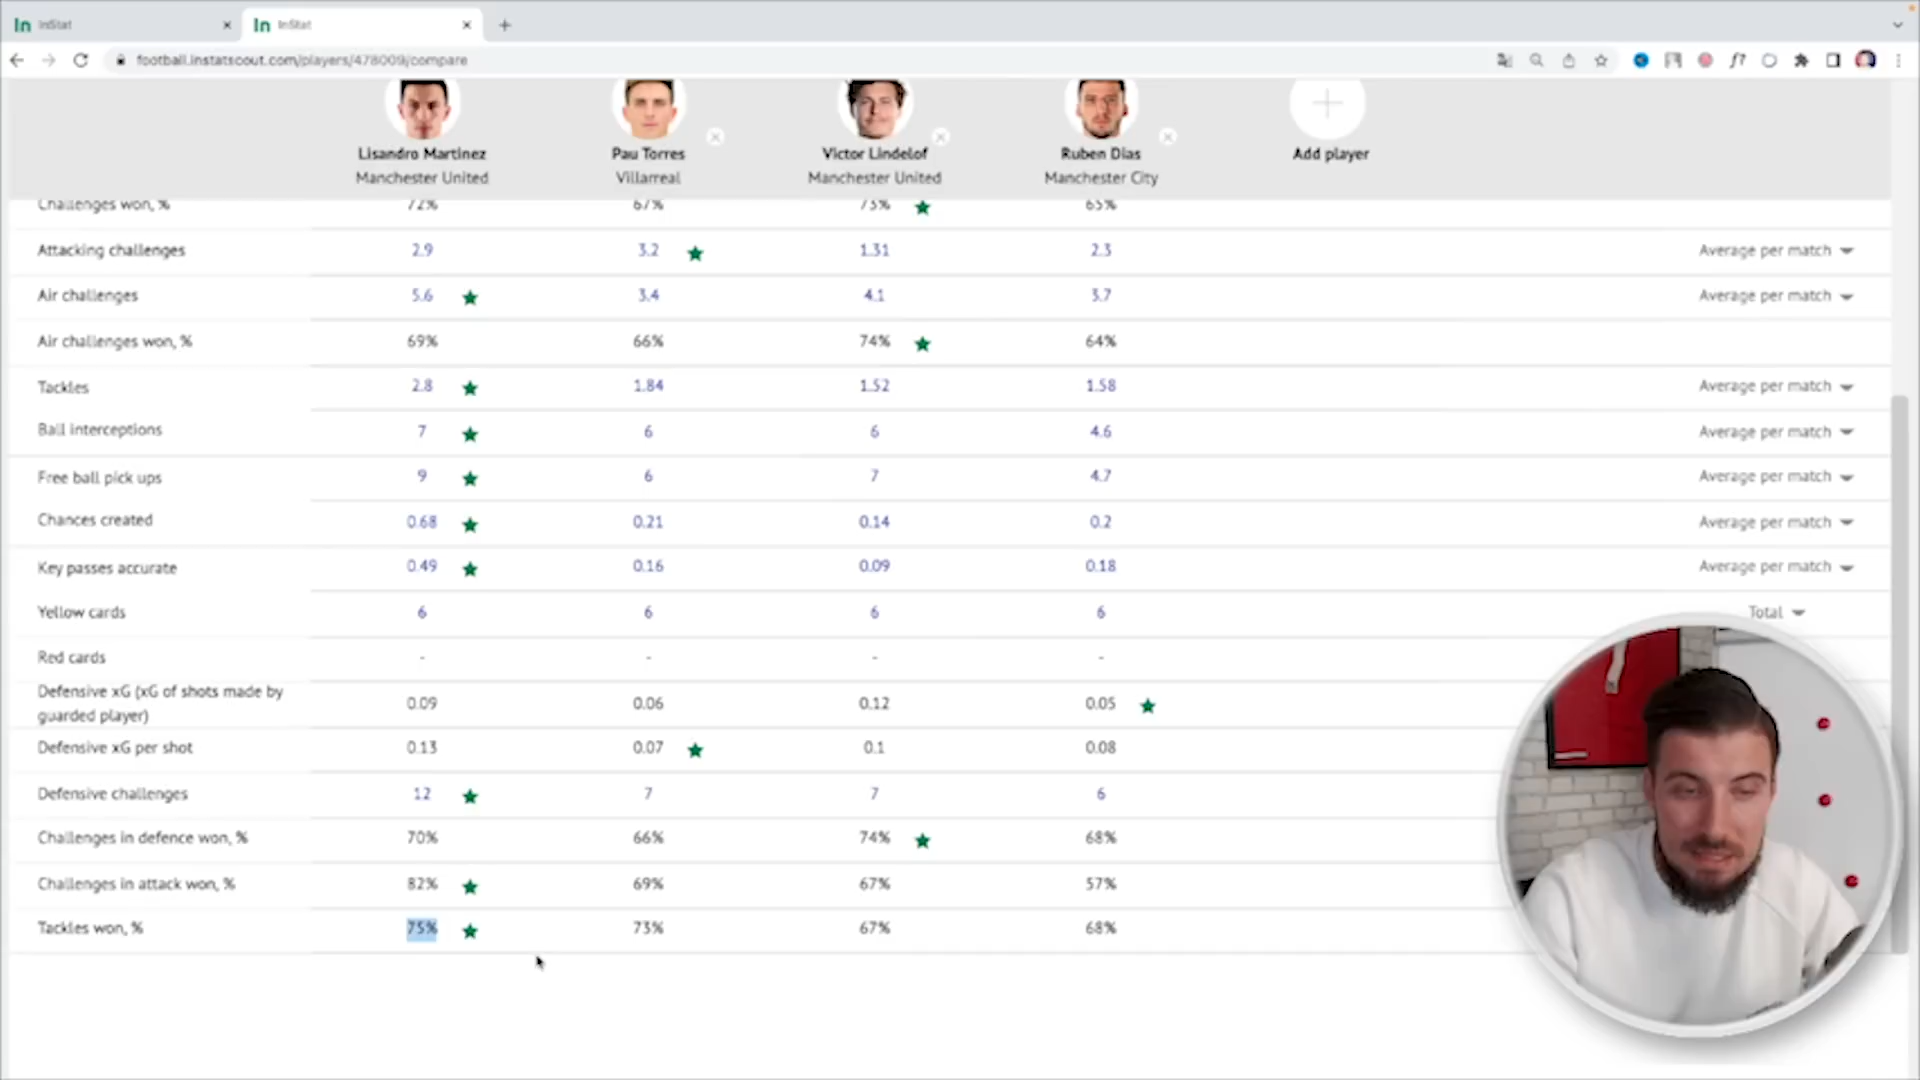 InStat
InStat
football.instatscout.com/players/478009/compare
Lisandro Martinez Pau Torres Victor Lindelof Ruben Dias Add player
Manchester United Villarreal Manchester United Manchester City
Challenges won, % 72% 67% 73% 65%
Attacking challenges 2.9 3.2 1.31 2.3 Average per match
Air challenges 5.6 3.4 4.1 3.7 Average per match
Air challenges won, % 69% 66% 74% 64%
Tackles 2.8 1.84 1.52 1.58 Average per match
Ball interceptions 7 6 6 4.6 Average per match
Free ball pick ups 9 6 7 4.7 Average per match
Chances created 0.68 0.21 0.14 0.2 Average per match
Key passes accurate 0.49 0.16 0.09 0.18 Average per match
Yellow cards 6 6 6 6 Total
Red cards - - - -
Defensive xG (xG of shots made by
guarded player) 0.09 0.06 0.12 0.05
Defensive xG per shot 0.13 0.07 0.1 0.08
Defensive challenges 12 7 7 6
Challenges in defence won, % 70% 66% 74% 68%
Challenges in attack won, % 82% 69% 67% 57%
Tackles won, % 75% 73% 67% 68%